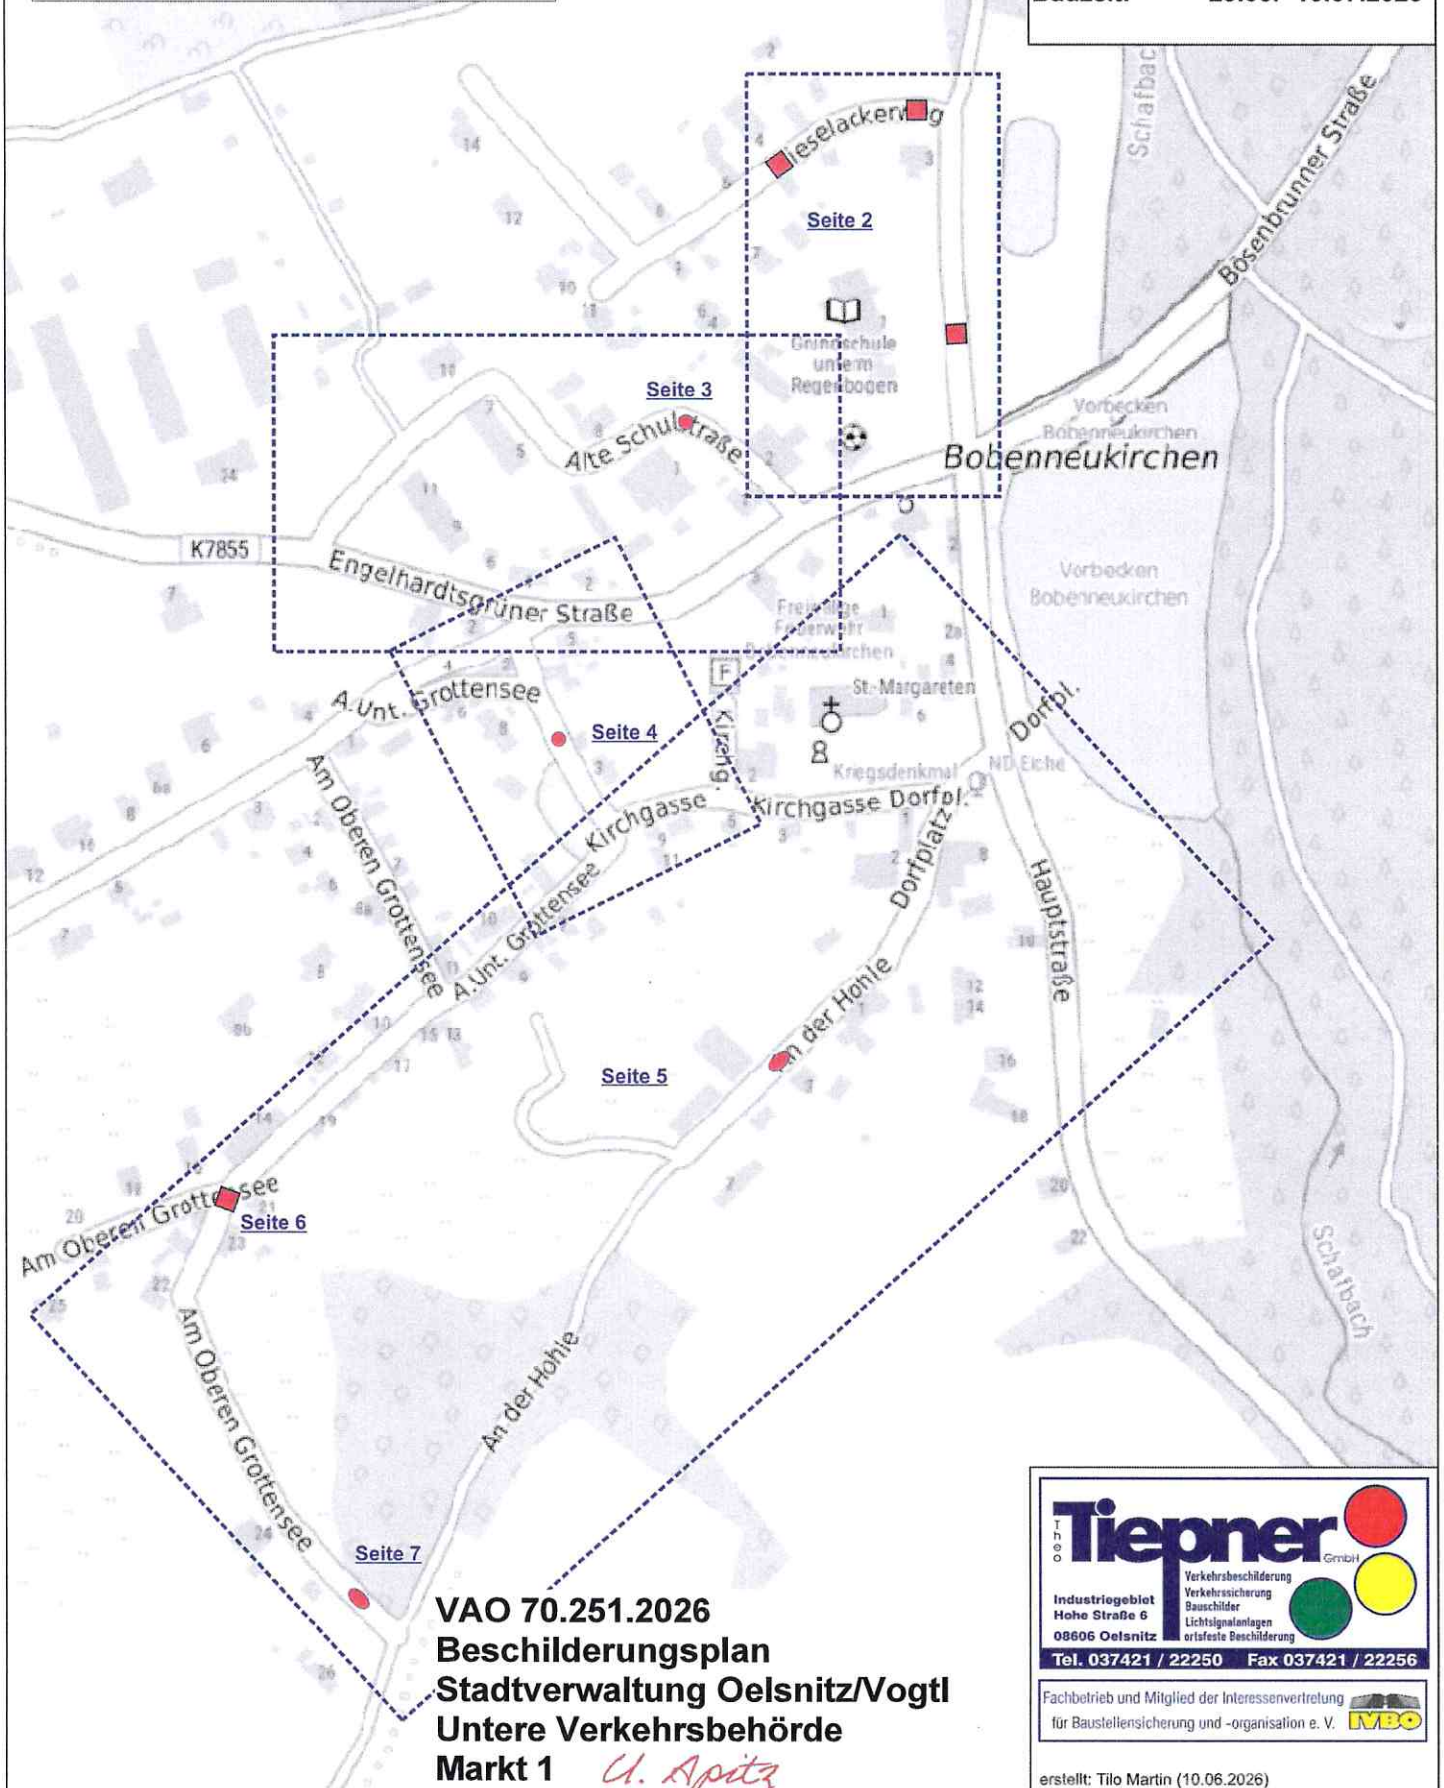 Schafbac
Bösenbrunner Straße
Seite 2
Grundschule
unterm
Regenbogen
Seite 3
Alte Schulstraße
Vorbecken
Bobenneukirchen
Bobenneukirchen
K7855
Engelhardtsgrüner Straße
Vorbecken
Bobenneukirchen
Freiwillige
Feuerwehr
Bobenneukirchen
F
St.-Margareten
A.Unt. Grottensee
Seite 4
Kirchg.
Dorfpl.
ND Eiche
Kriegsdenkmal
Kirchgasse
Kirchgasse Dorfpl.
Am Oberen Grottensee
Dorfplatz
Hauptstraße
A.Unt. Grottensee
n der Hohle
Seite 5
Am Oberen Grottensee
Seite 6
Schafbach
Am Oberen Grottensee
An der Hohle
Seite 7
VAO 70.251.2026
Beschilderungsplan
Stadtverwaltung Oelsnitz/Vogtl
Untere Verkehrsbehörde
Markt 1
U. Apitz
Theo
Tiepner
GmbH
Verkehrsbeschilderung
Verkehrssicherung
Bauschilder
Lichtsignalanlagen
ortsfeste Beschilderung
Industriegebiet
Hohe Straße 6
08606 Oelsnitz
Tel. 037421 / 22250 Fax 037421 / 22256
Fachbetrieb und Mitglied der Interessenvertretung
für Baustellensicherung und -organisation e. V.
IVBO
erstellt: Tilo Martin (10.06.2026)